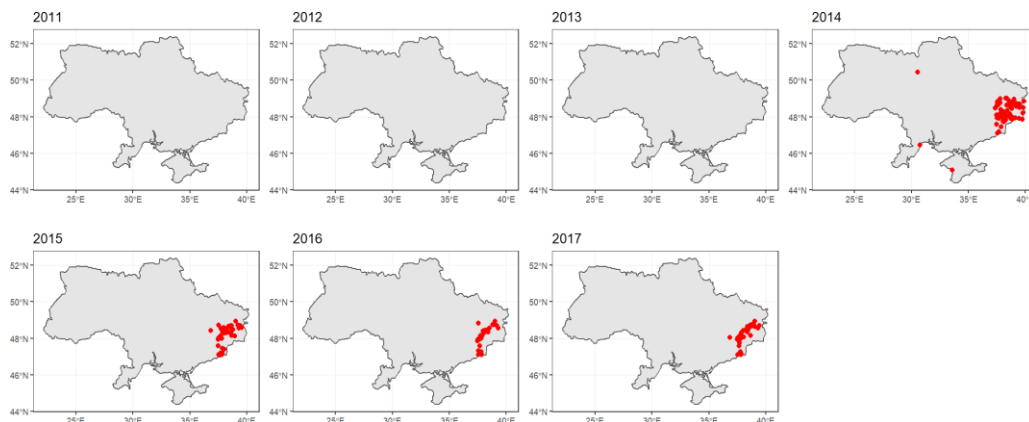 2011 2012 2013 2014
52°N 52°N 52°N 52°N
50°N 50°N 50°N 50°N
48°N 48°N 48°N 48°N
46°N 46°N 46°N 46°N
44°N 44°N 44°N 44°N
25°E 30°E 35°E 40°E 25°E 30°E 35°E 40°E 25°E 30°E 35°E 40°E 25°E 30°E 35°E 40°E
2015 2016 2017
52°N 52°N 52°N
50°N 50°N 50°N
48°N 48°N 48°N
46°N 46°N 46°N
44°N 44°N 44°N
25°E 30°E 35°E 40°E 25°E 30°E 35°E 40°E 25°E 30°E 35°E 40°E